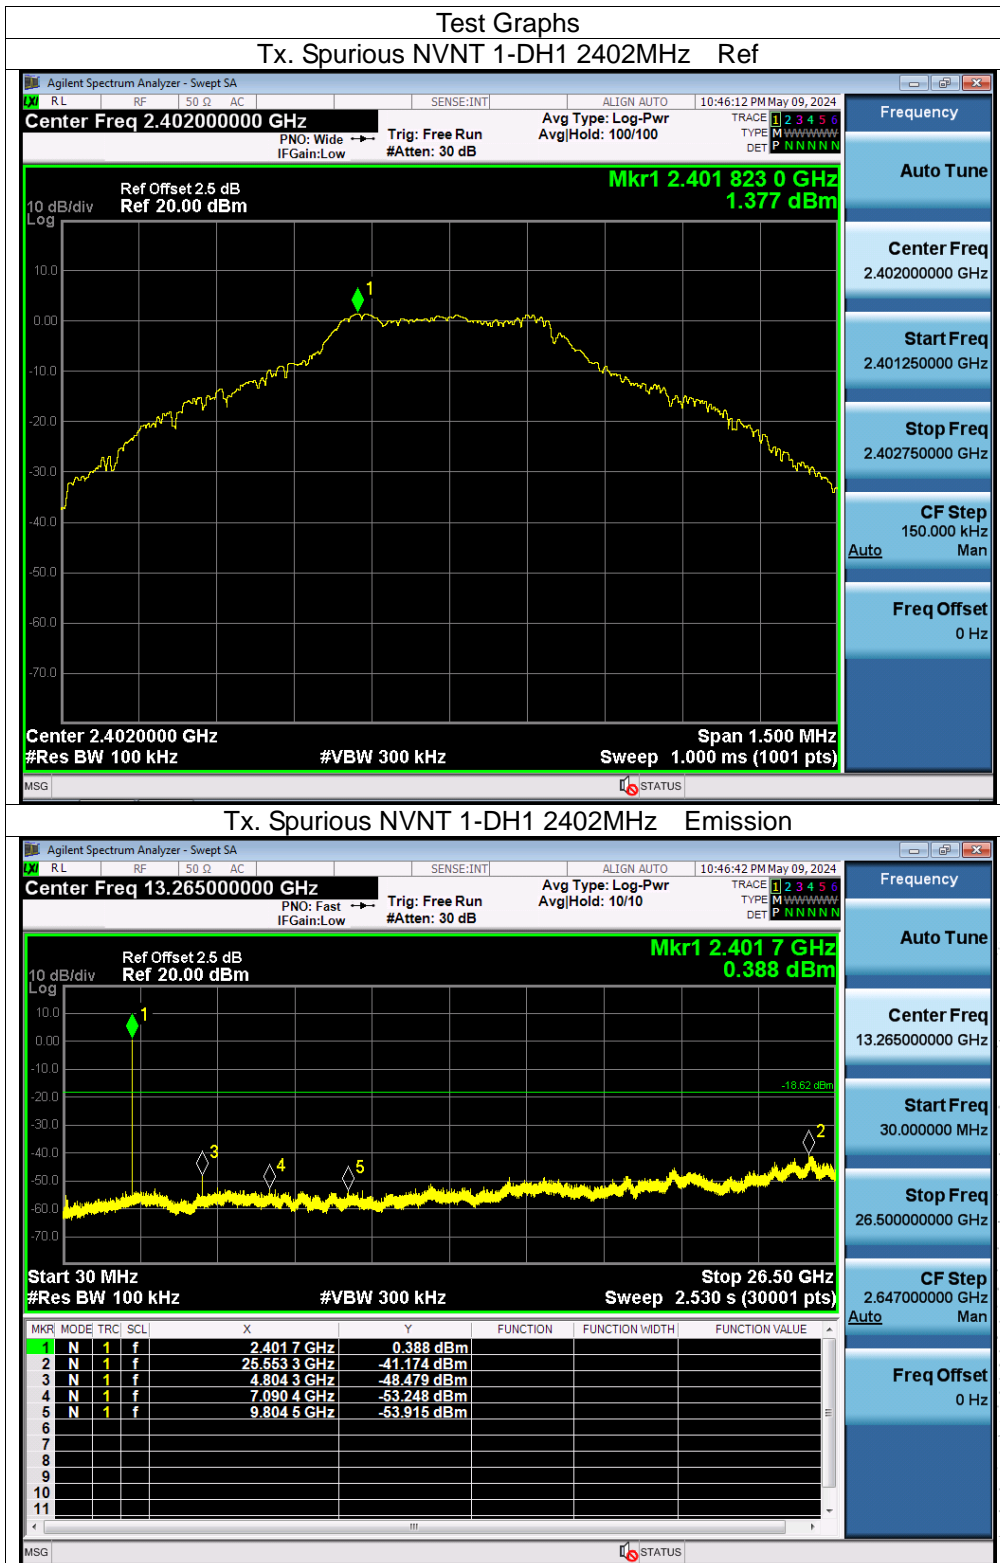 Test Graphs
Tx. Spurious NVNT 1-DH1 2402MHz Ref
Agilent Spectrum Analyzer - Swept SA
LXI RL RF 50 Ω AC SENSE:INT ALIGN AUTO 10:46:12 PM May 09, 2024
Center Freq 2.402000000 GHz
PNO: Wide
IFGain:Low
Trig: Free Run
#Atten: 30 dB
Avg Type: Log-Pwr
Avg|Hold: 100/100
TRACE 1 2 3 4 5 6
TYPE M WWWWW
DET P N N N N N
Frequency
Auto Tune
Center Freq
2.402000000 GHz
Start Freq
2.401250000 GHz
Stop Freq
2.402750000 GHz
CF Step
150.000 kHz
Auto Man
Freq Offset
0 Hz
Mkr1 2.401 823 0 GHz
1.377 dBm
Ref Offset 2.5 dB
Ref 20.00 dBm
10 dB/div
Log
1
10.0
0.00
-10.0
-20.0
-30.0
-40.0
-50.0
-60.0
-70.0
Center 2.4020000 GHz Span 1.500 MHz
#Res BW 100 kHz #VBW 300 kHz Sweep 1.000 ms (1001 pts)
MSG STATUS
Tx. Spurious NVNT 1-DH1 2402MHz Emission
Agilent Spectrum Analyzer - Swept SA
LXI RL RF 50 Ω AC SENSE:INT ALIGN AUTO 10:46:42 PM May 09, 2024
Center Freq 13.265000000 GHz
PNO: Fast
IFGain:Low
Trig: Free Run
#Atten: 30 dB
Avg Type: Log-Pwr
Avg|Hold: 10/10
TRACE 1 2 3 4 5 6
TYPE M WWWWW
DET P N N N N N
Frequency
Auto Tune
Center Freq
13.265000000 GHz
Start Freq
30.000000 MHz
Stop Freq
26.500000000 GHz
CF Step
2.647000000 GHz
Auto Man
Freq Offset
0 Hz
Mkr1 2.401 7 GHz
0.388 dBm
Ref Offset 2.5 dB
Ref 20.00 dBm
10 dB/div
Log
10.0
0.00
-10.0
-20.0
-30.0
-40.0
-50.0
-60.0
-70.0
1
-18.62 dBm
2
3
4
5
Start 30 MHz Stop 26.50 GHz
#Res BW 100 kHz #VBW 300 kHz Sweep 2.530 s (30001 pts)
MKR MODE TRC SCL X Y FUNCTION FUNCTION WIDTH FUNCTION VALUE
1 N 1 f 2.401 7 GHz 0.388 dBm
2 N 1 f 25.553 3 GHz -41.174 dBm
3 N 1 f 4.804 3 GHz -48.479 dBm
4 N 1 f 7.090 4 GHz -53.248 dBm
5 N 1 f 9.804 5 GHz -53.915 dBm
6
7
8
9
10
11
MSG STATUS